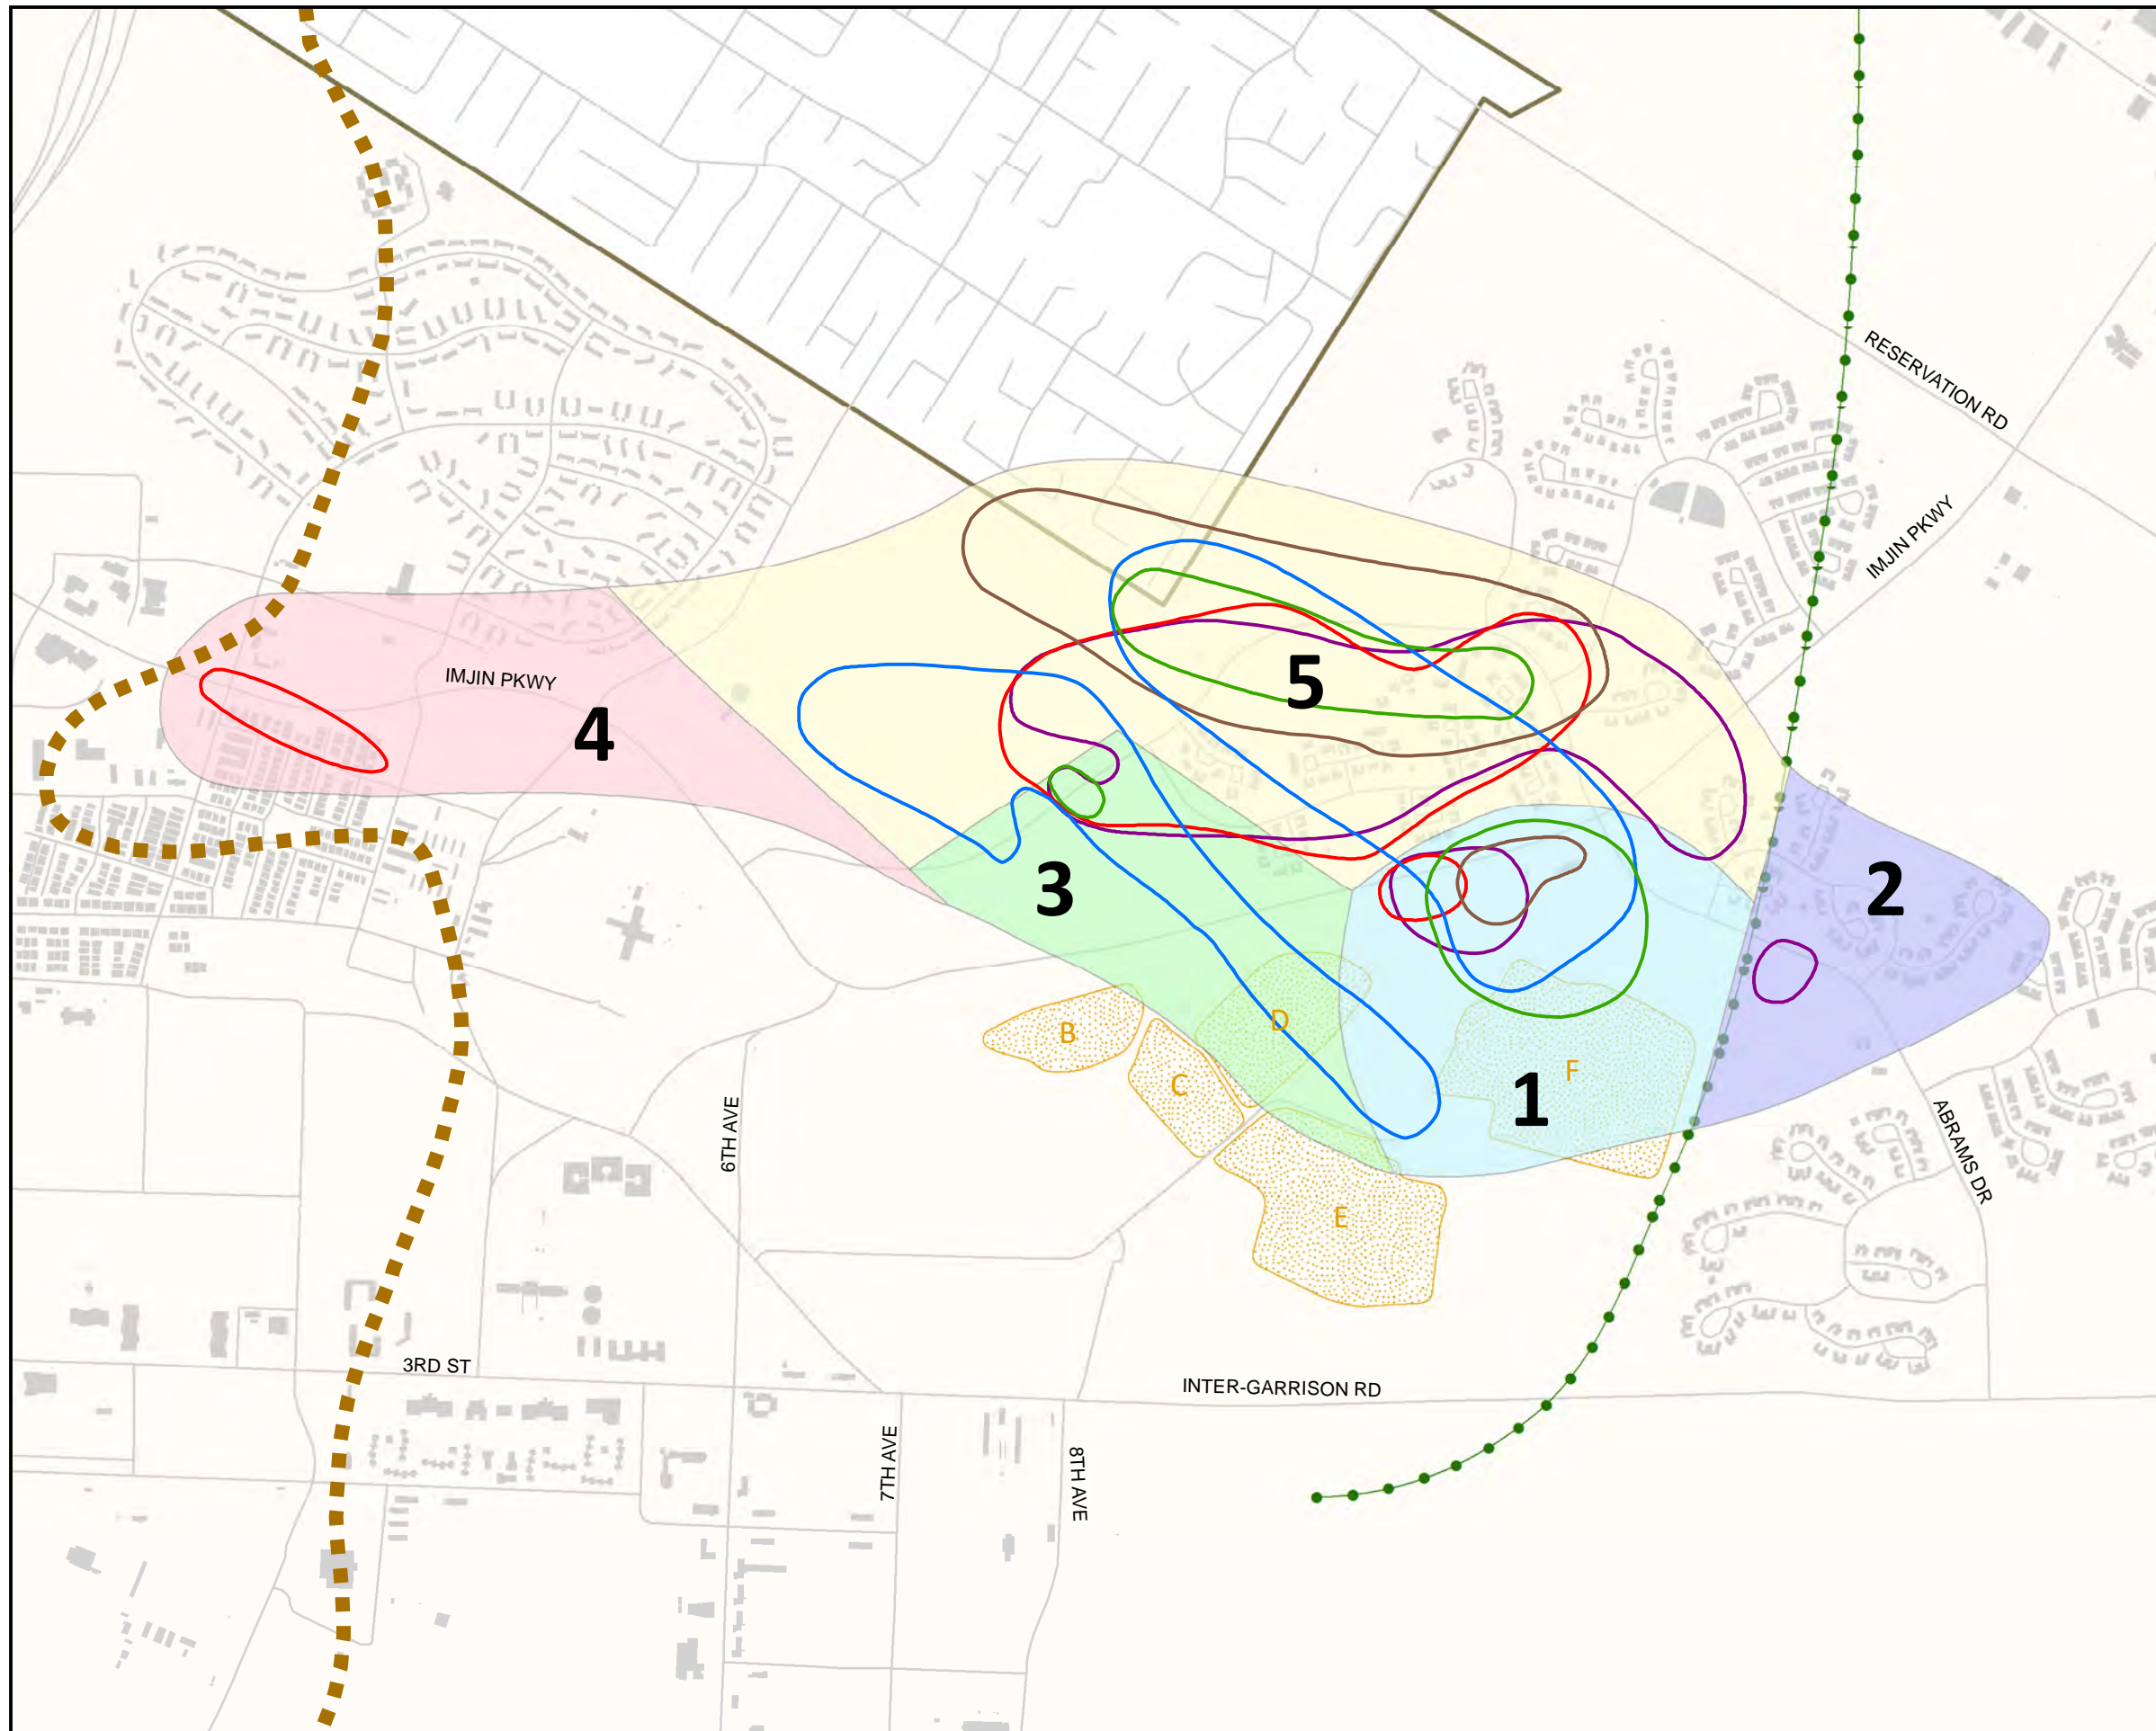 RESERVATION RD
IMJIN PKWY
IMJIN PKWY
5
4
3
2
B
D
C
F
1
6TH AVE
ABRAMS DR
E
3RD ST
INTER-GARRISON RD
7TH AVE
8TH AVE